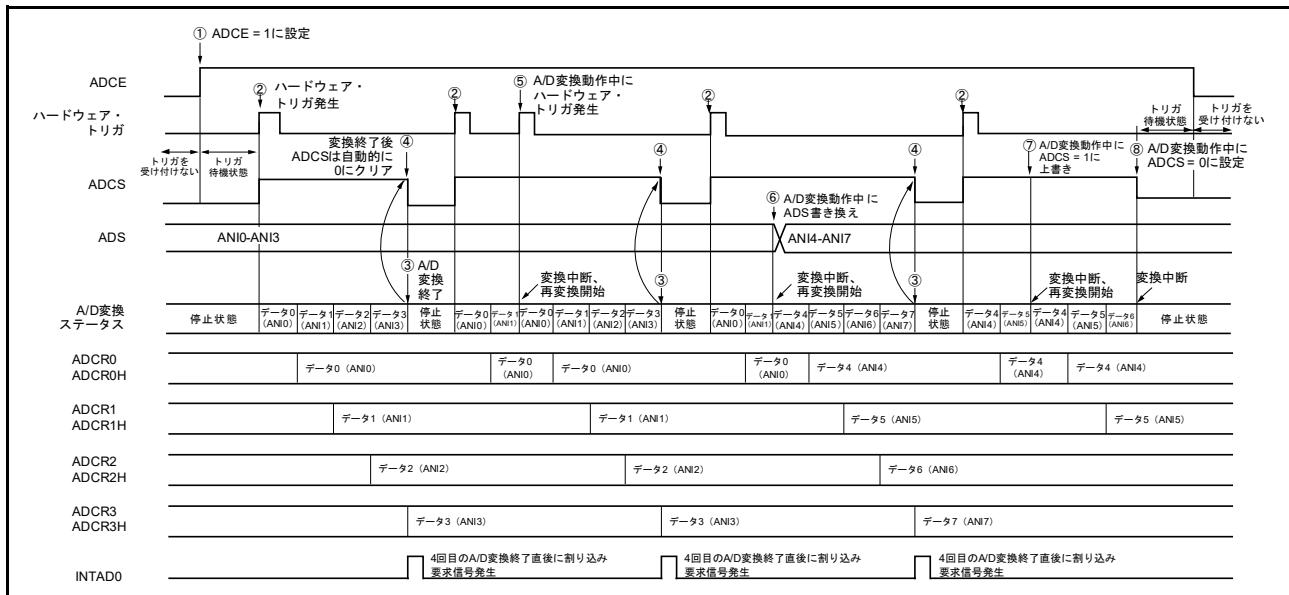 ① ADCE = 1に設定
ADCE
② ハードウェア・
トリガ発生
②
⑤ A/D変換動作中に
ハードウェア・
トリガ発生
②
②
ハードウェア・
トリガ
トリガ
待機状態
トリガを
受け付けない
トリガを
受け付けない
トリガ
待機状態
変換終了後 ④
ADCSは自動的に
0にクリア
④
④
⑦ A/D変換動作中に
ADCS = 1に
上書き
⑧ A/D変換動作中に
ADCS = 0に設定
ADCS
⑥ A/D変換動作中に
ADS書き換え
ADS
ANI0-ANI3
ANI4-ANI7
③ A/D
変換
終了
変換中断、
再変換開始
③
変換中断、
再変換開始
③
変換中断、
再変換開始
変換中断
A/D変換
ステータス
停止状態
データ0
(ANI0)
データ1
(ANI1)
データ2
(ANI2)
データ3
(ANI3)
停止
状態
データ0
(ANI0)
データ1
(ANI1)
データ0
(ANI0)
データ1
(ANI1)
データ2
(ANI2)
データ3
(ANI3)
停止
状態
データ0
(ANI0)
データ1
(ANI1)
データ4
(ANI4)
データ5
(ANI5)
データ6
(ANI6)
データ7
(ANI7)
停止
状態
データ4
(ANI4)
データ5
(ANI5)
データ4
(ANI4)
データ5
(ANI5)
データ6
(ANI6)
停止状態
ADCR0
ADCR0H
データ0 (ANI0)
データ0
(ANI0)
データ0 (ANI0)
データ0
(ANI0)
データ4 (ANI4)
データ4
(ANI4)
データ4 (ANI4)
ADCR1
ADCR1H
データ1 (ANI1)
データ1 (ANI1)
データ5 (ANI5)
データ5 (ANI5)
ADCR2
ADCR2H
データ2 (ANI2)
データ2 (ANI2)
データ6 (ANI6)
ADCR3
ADCR3H
データ3 (ANI3)
データ3 (ANI3)
データ7 (ANI7)
INTAD0
4回目のA/D変換終了直後に割り込み
要求信号発生
4回目のA/D変換終了直後に割り込み
要求信号発生
4回目のA/D変換終了直後に割り込み
要求信号発生